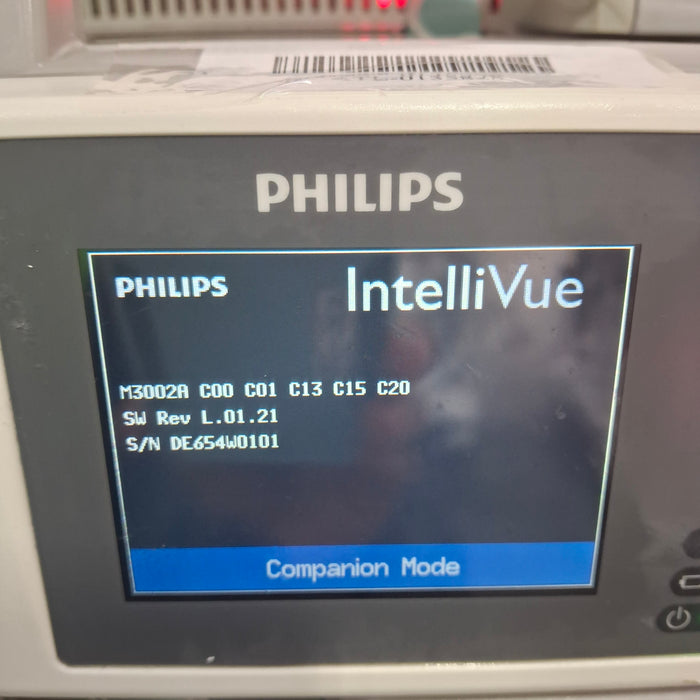 PHILIPS
PHILIPS IntelliVue
M3002A C00 C01 C13 C15 C20
SW Rev L.01.21
S/N DE654W0101
Companion Mode